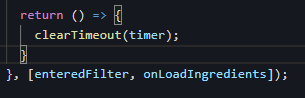 return () => {
clearTimeout(timer);
}
}, [enteredFilter, onLoadIngredients]);